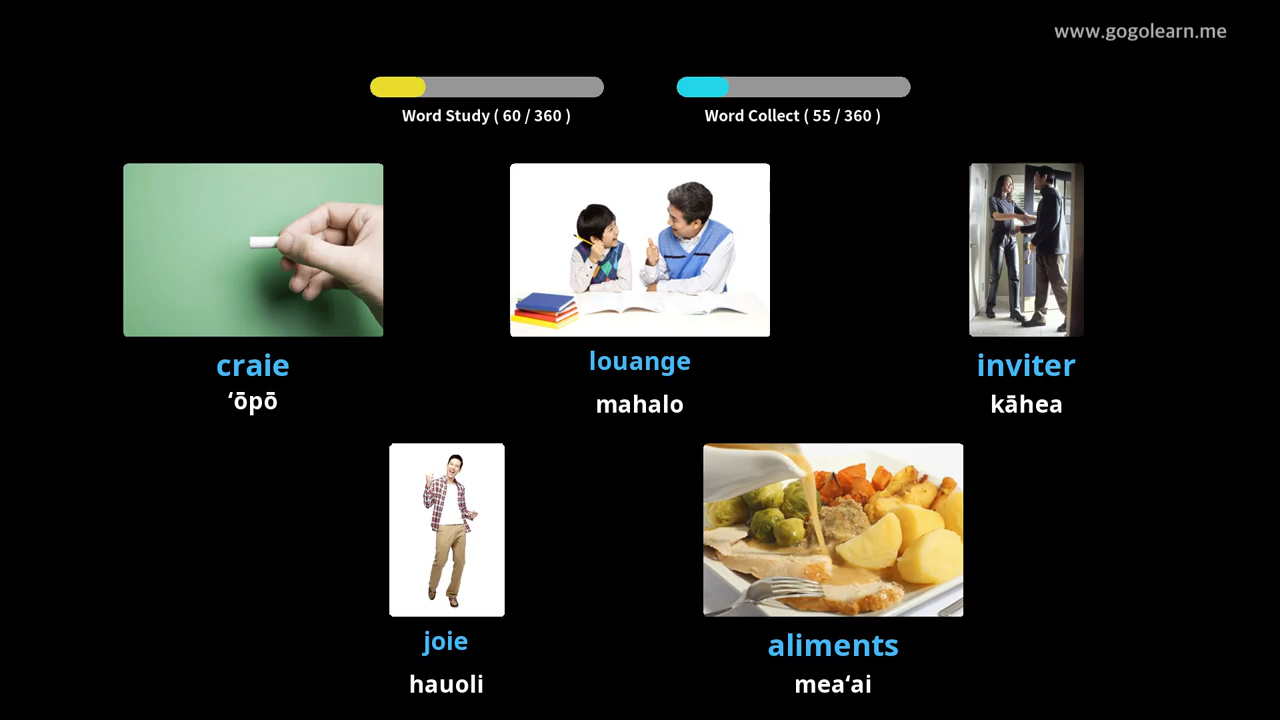 www.gogolearn.me
Word Study ( 60 / 360 )
Word Collect ( 55 / 360 )
craie
ʻōpō
louange
mahalo
inviter
kāhea
joie
hauoli
aliments
meaʻai